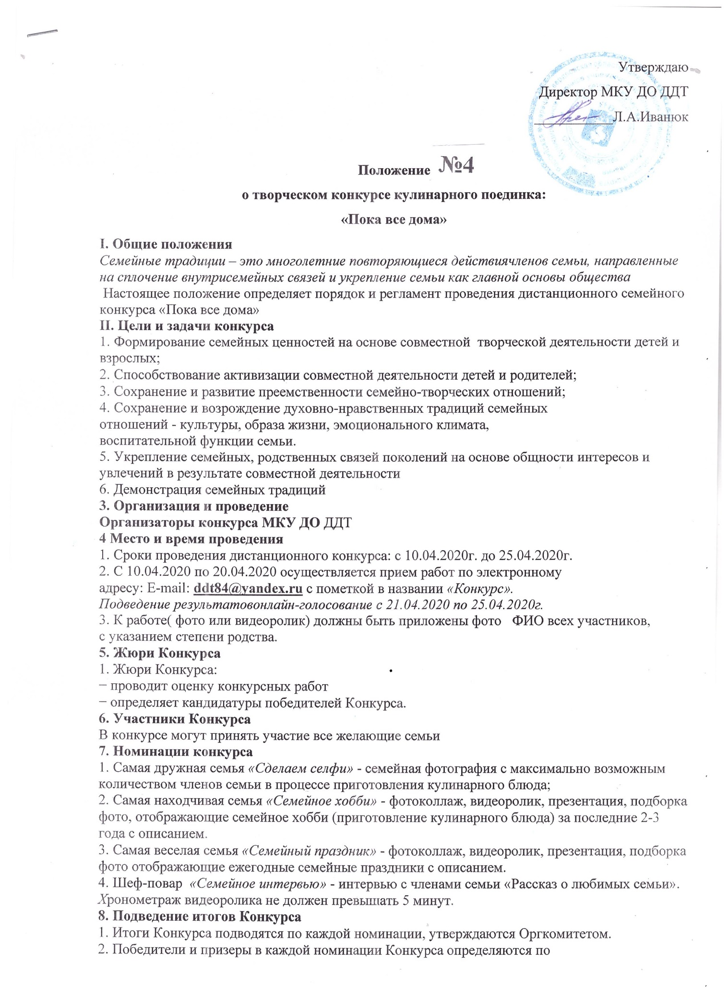 Утверждаю
Директор МКУ ДО ДДТ
___________Л.А.Иванюк
Положение №4
о творческом конкурсе кулинарного поединка:
«Пока все дома»
I. Общие положения
Семейные традиции – это многолетние повторяющиеся действиячленов семьи, направленные
на сплочение внутрисемейных связей и укрепление семьи как главной основы общества
Настоящее положение определяет порядок и регламент проведения дистанционного семейного
конкурса «Пока все дома»
II. Цели и задачи конкурса
1. Формирование семейных ценностей на основе совместной творческой деятельности детей и
взрослых;
2. Способствование активизации совместной деятельности детей и родителей;
3. Сохранение и развитие преемственности семейно-творческих отношений;
4. Сохранение и возрождение духовно-нравственных традиций семейных
отношений - культуры, образа жизни, эмоционального климата,
воспитательной функции семьи.
5. Укрепление семейных, родственных связей поколений на основе общности интересов и
увлечений в результате совместной деятельности
6. Демонстрация семейных традиций
3. Организация и проведение
Организаторы конкурса МКУ ДО ДДТ
4 Место и время проведения
1. Сроки проведения дистанционного конкурса: с 10.04.2020г. до 25.04.2020г.
2. С 10.04.2020 по 20.04.2020 осуществляется прием работ по электронному
адресу: E-mail: ddt84@yandex.ru с пометкой в названии «Конкурс».
Подведение результатовонлайн-голосование с 21.04.2020 по 25.04.2020г.
3. К работе( фото или видеоролик) должны быть приложены фото ФИО всех участников,
с указанием степени родства.
5. Жюри Конкурса
1. Жюри Конкурса:
− проводит оценку конкурсных работ
− определяет кандидатуры победителей Конкурса.
6. Участники Конкурса
В конкурсе могут принять участие все желающие семьи
7. Номинации конкурса
1. Самая дружная семья «Сделаем селфи» - семейная фотография с максимально возможным
количеством членов семьи в процессе приготовления кулинарного блюда;
2. Самая находчивая семья «Семейное хобби» - фотоколлаж, видеоролик, презентация, подборка
фото, отображающие семейное хобби (приготовление кулинарного блюда) за последние 2-3
года с описанием.
3. Самая веселая семья «Семейный праздник» - фотоколлаж, видеоролик, презентация, подборка
фото отображающие ежегодные семейные праздники с описанием.
4. Шеф-повар «Семейное интервью» - интервью с членами семьи «Рассказ о любимых семьи».
Хронометраж видеоролика не должен превышать 5 минут.
8. Подведение итогов Конкурса
1. Итоги Конкурса подводятся по каждой номинации, утверждаются Оргкомитетом.
2. Победители и призеры в каждой номинации Конкурса определяются по